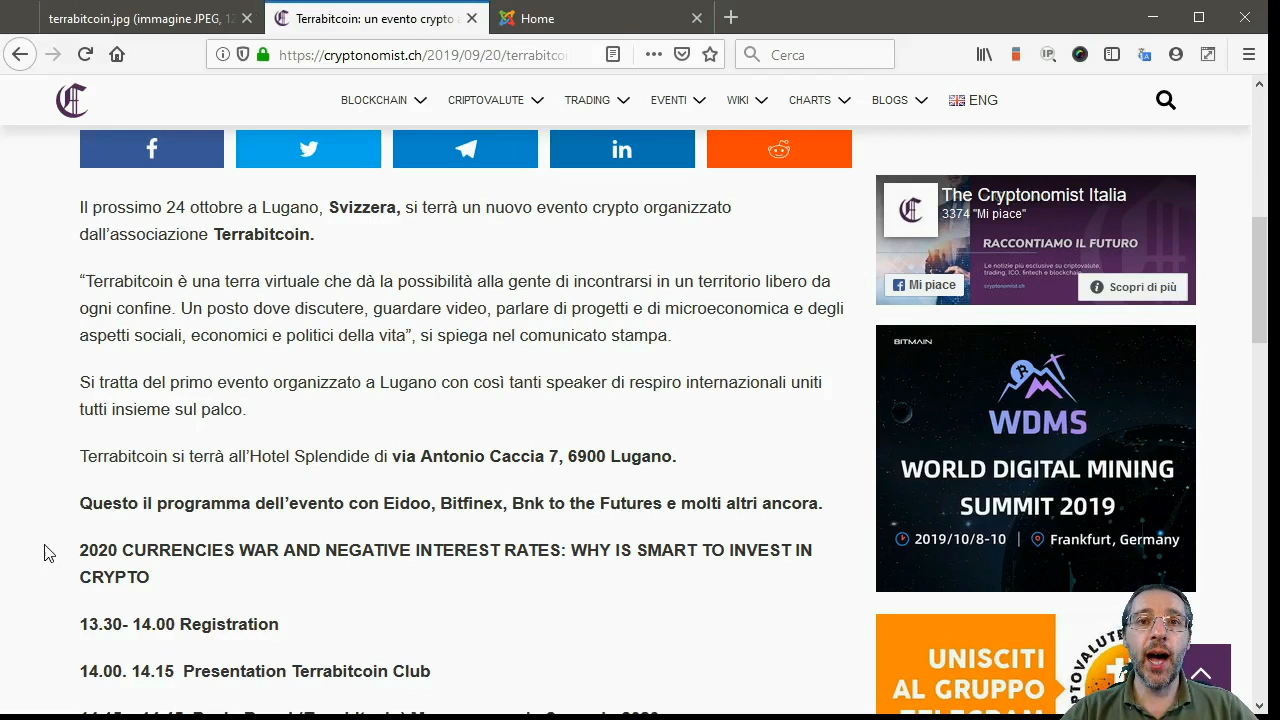 terrabitcoin.jpg (immagine JPEG, 12
Terrabitcoin: un evento crypto a
Home
https://cryptonomist.ch/2019/09/20/terrabitco
Cerca
IP
BLOCKCHAIN
CRIPTOVALUTE
TRADING
EVENTI
WIKI
CHARTS
BLOGS
ENG
Il prossimo 24 ottobre a Lugano, Svizzera, si terrà un nuovo evento crypto organizzato
dall’associazione Terrabitcoin.
“Terrabitcoin è una terra virtuale che dà la possibilità alla gente di incontrarsi in un territorio libero da
ogni confine. Un posto dove discutere, guardare video, parlare di progetti e di microeconomica e degli
aspetti sociali, economici e politici della vita”, si spiega nel comunicato stampa.
Si tratta del primo evento organizzato a Lugano con così tanti speaker di respiro internazionali uniti
tutti insieme sul palco.
Terrabitcoin si terrà all’Hotel Splendide di via Antonio Caccia 7, 6900 Lugano.
Questo il programma dell’evento con Eidoo, Bitfinex, Bnk to the Futures e molti altri ancora.
2020 CURRENCIES WAR AND NEGATIVE INTEREST RATES: WHY IS SMART TO INVEST IN
CRYPTO
13.30- 14.00 Registration
14.00. 14.15 Presentation Terrabitcoin Club
The Cryptonomist Italia
3374 "Mi piace"
RACCONTIAMO IL FUTURO
Le notizie più esclusive su criptovalute,
trading, ICO, fintech e blockchain
cryptonomist.ch
Mi piace
Scopri di più
BITMAIN
WDMS
WORLD DIGITAL MINING
SUMMIT 2019
2019/10/8-10 | Frankfurt, Germany
UNISCITI
AL GRUPPO
TELEGRAM